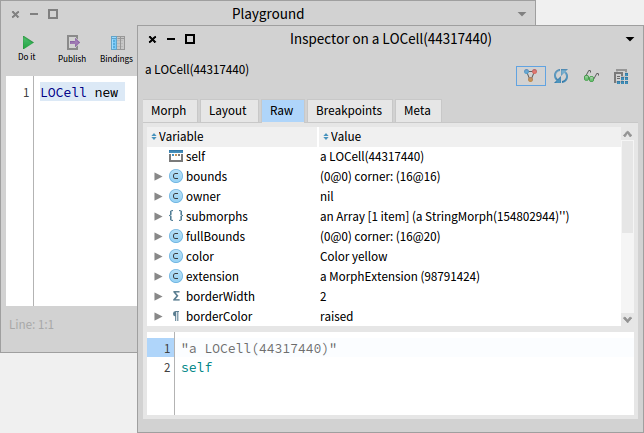 Playground
Do it
Publish
Bindings
1 LOCell new
Line: 1:1
Inspector on a LOCell(44317440)
a LOCell(44317440)
Morph Layout Raw Breakpoints Meta
Variable Value
self a LOCell(44317440)
bounds (0@0) corner: (16@16)
owner nil
submorphs an Array [1 item] (a StringMorph(154802944)'')
fullBounds (0@0) corner: (16@20)
color Color yellow
extension a MorphExtension (98791424)
borderWidth 2
borderColor raised
1 "a LOCell(44317440)"
2 self